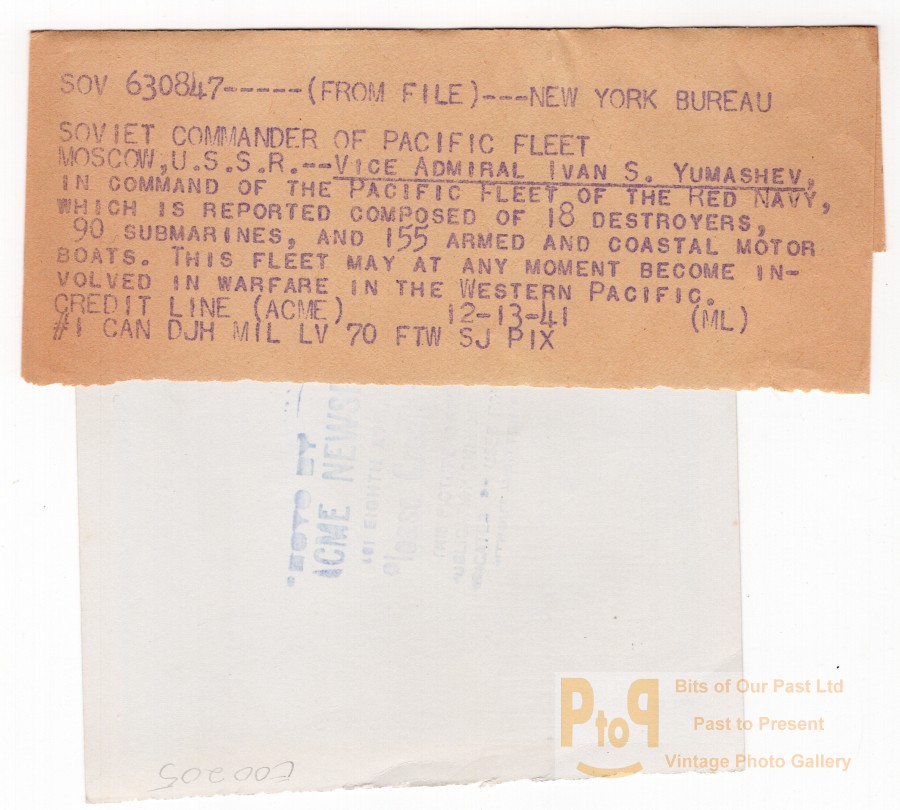 SOV 630847-----(FROM FILE)---NEW YORK BUREAU
SOVIET COMMANDER OF PACIFIC FLEET
MOSCOW,U.S.S.R.--VICE ADMIRAL IVAN S. YUMASHEV,
IN COMMAND OF THE PACIFIC FLEET OF THE RED NAVY,
WHICH IS REPORTED COMPOSED OF 18 DESTROYERS,
90 SUBMARINES, AND 155 ARMED AND COASTAL MOTOR
BOATS. THIS FLEET MAY AT ANY MOMENT BECOME IN-
VOLVED IN WARFARE IN THE WESTERN PACIFIC.
CREDIT LINE (ACME) 12-13-41 (ML)
#1 CAN DJH MIL LV 70 FTW SJ PIX
PHOTO BY
ACME NEWS
EIGHTH
E00205
PtoP
Bits of Our Past Ltd
Past to Present
Vintage Photo Gallery